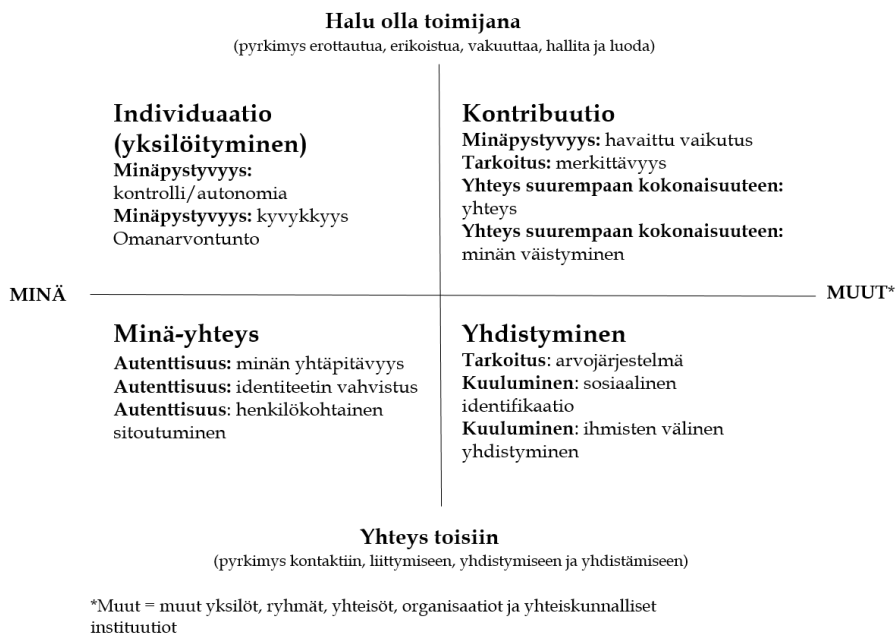 Halu olla toimijana
(pyrkimys erottautua, erikoistua, vakuuttaa, hallita ja luoda)
Individuaatio
(yksilöityminen)
Minäpystyvyys:
kontrolli/autonomia
Minäpystyvyys: kyvykkyys
Omanarvontunto
Kontribuutio
Minäpystyvyys: havaittu vaikutus
Tarkoitus: merkittävyys
Yhteys suurempaan kokonaisuuteen:
yhteys
Yhteys suurempaan kokonaisuuteen:
minän väistyminen
MINÄ
MUUT*
Minä-yhteys
Autenttisuus: minän yhtäpitävyys
Autenttisuus: identiteetin vahvistus
Autenttisuus: henkilökohtainen
sitoutuminen
Yhdistyminen
Tarkoitus: arvojärjestelmä
Kuuluminen: sosiaalinen
identifikaatio
Kuuluminen: ihmisten välinen
yhdistyminen
Yhteys toisiin
(pyrkimys kontaktiin, liittymiseen, yhdistymiseen ja yhdistämiseen)
*Muut = muut yksilöt, ryhmät, yhteisöt, organisaatiot ja yhteiskunnalliset
instituutiot